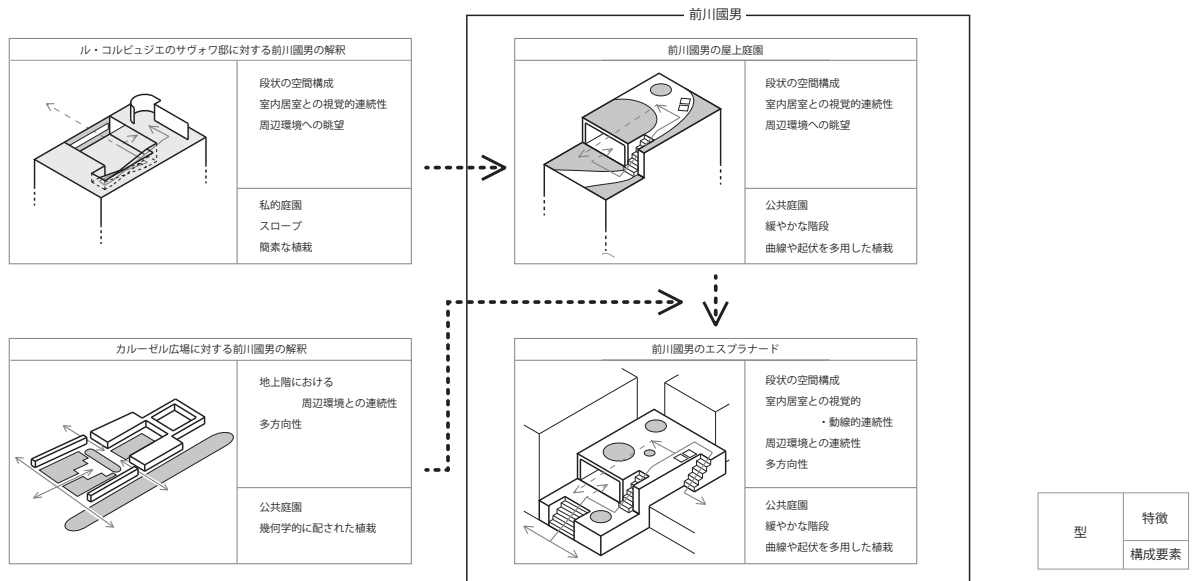 前川國男
ル・コルビュジエのサヴォワ邸に対する前川國男の解釈
段状の空間構成
室内居室との視覚的連続性
周辺環境への眺望
私的庭園
スロープ
簡素な植栽
前川國男の屋上庭園
段状の空間構成
室内居室との視覚的連続性
周辺環境への眺望
公共庭園
緩やかな階段
曲線や起伏を多用した植栽
カルーゼル広場に対する前川國男の解釈
地上階における
周辺環境との連続性
多方向性
公共庭園
幾何学的に配された植栽
前川國男のエスプラナード
段状の空間構成
室内居室との視覚的
・動線的連続性
周辺環境との連続性
多方向性
公共庭園
緩やかな階段
曲線や起伏を多用した植栽
型
特徴
構成要素